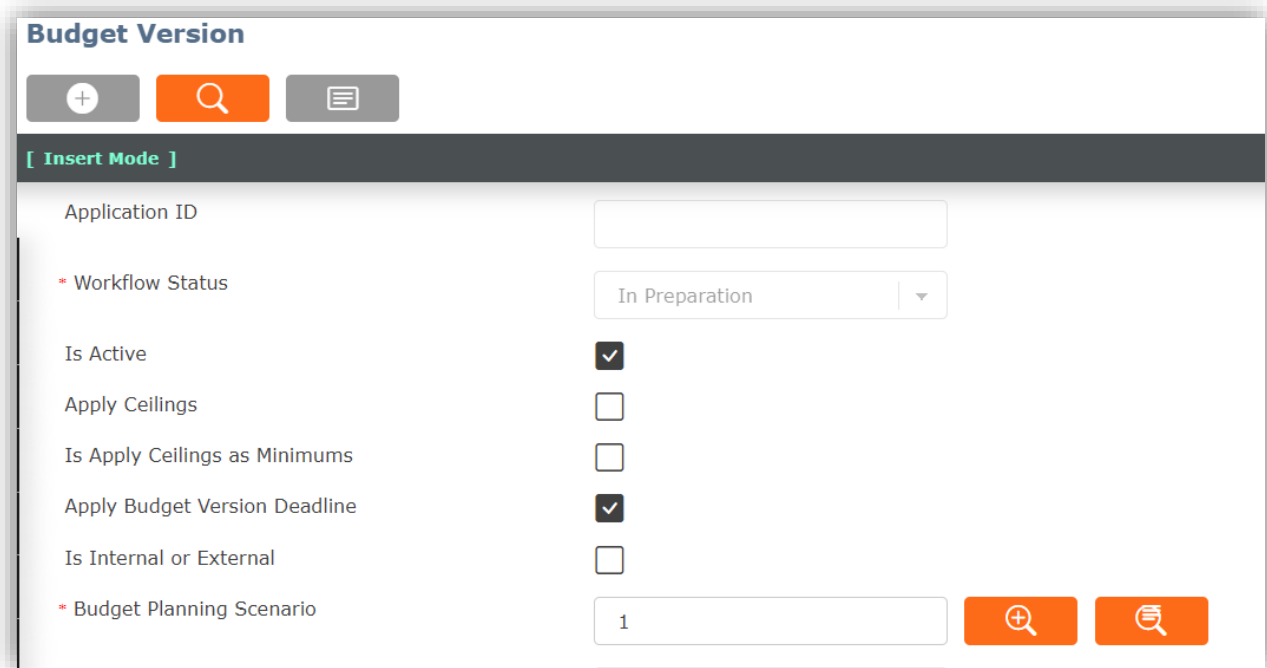 Budget Version
[ Insert Mode ]
Application ID
* Workflow Status
In Preparation
Is Active
Apply Ceilings
Is Apply Ceilings as Minimums
Apply Budget Version Deadline
Is Internal or External
* Budget Planning Scenario
1